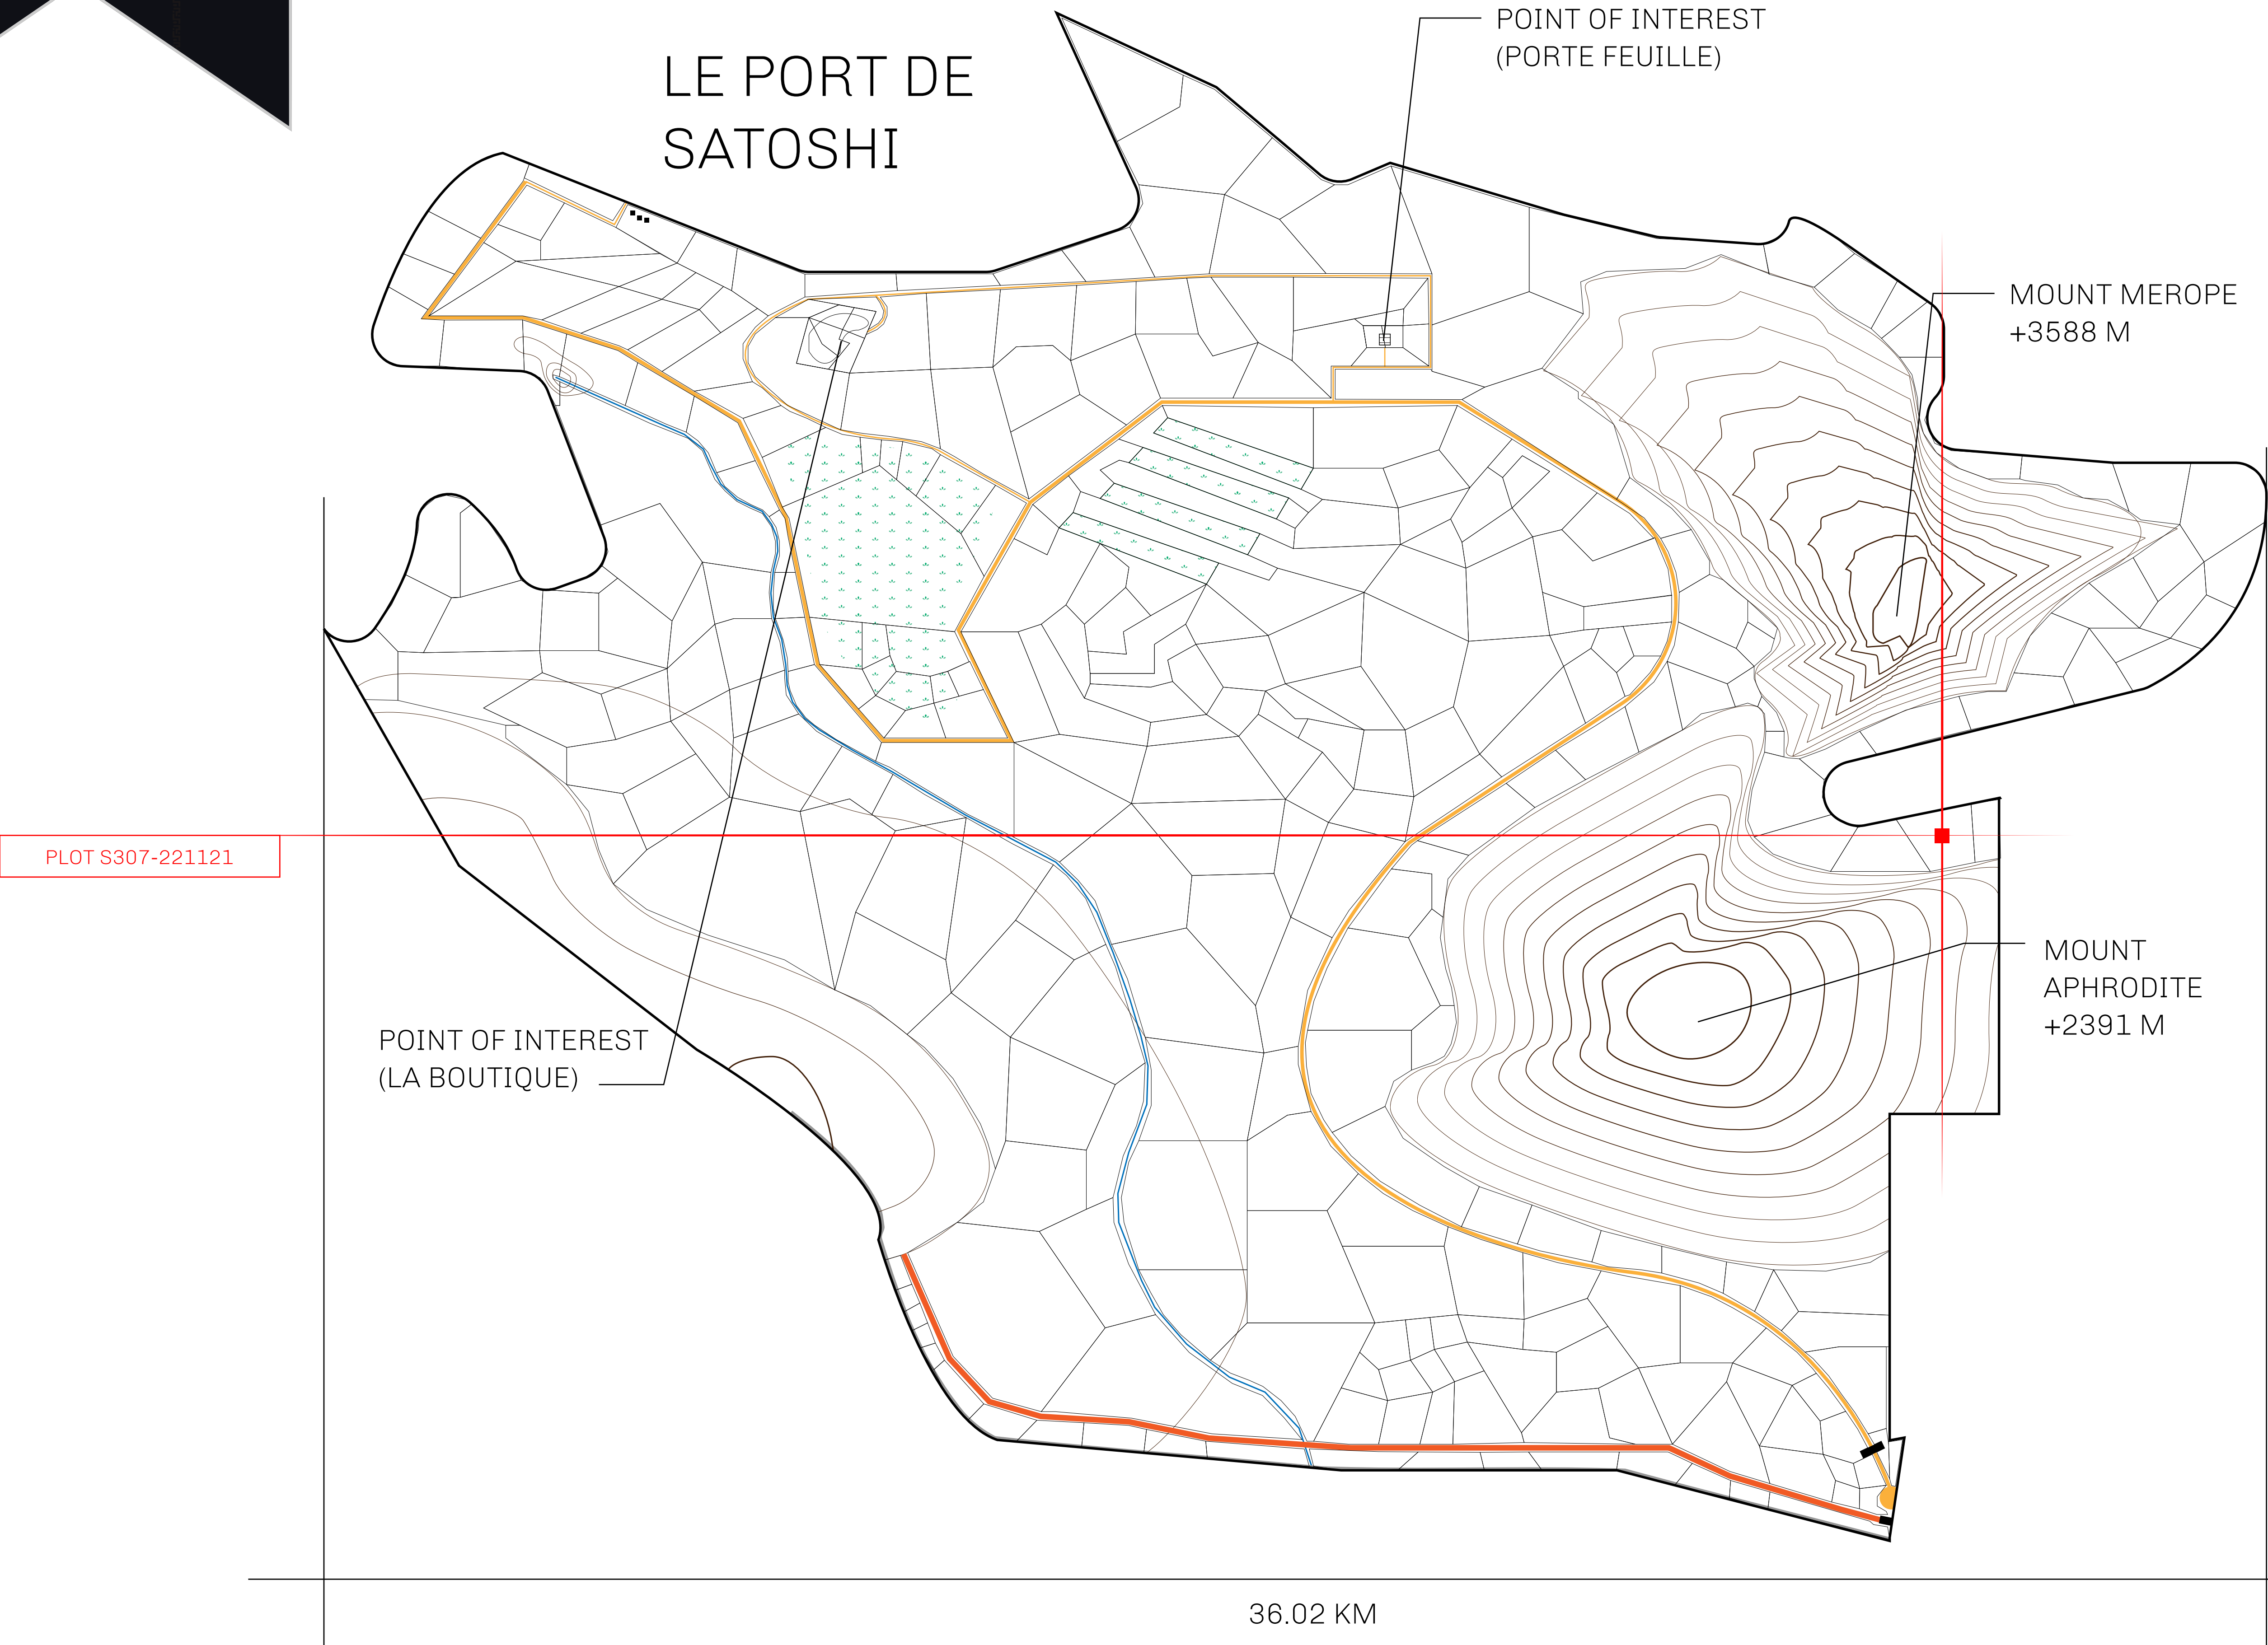 POINT OF INTEREST
(PORTE FEUILLE)
LE PORT DE
SATOSHI
MOUNT MEROPE
+3588 M
PLOT S307-221121
MOUNT
APHRODITE
+2391 M
POINT OF INTEREST
(LA BOUTIQUE)
36.02 KM